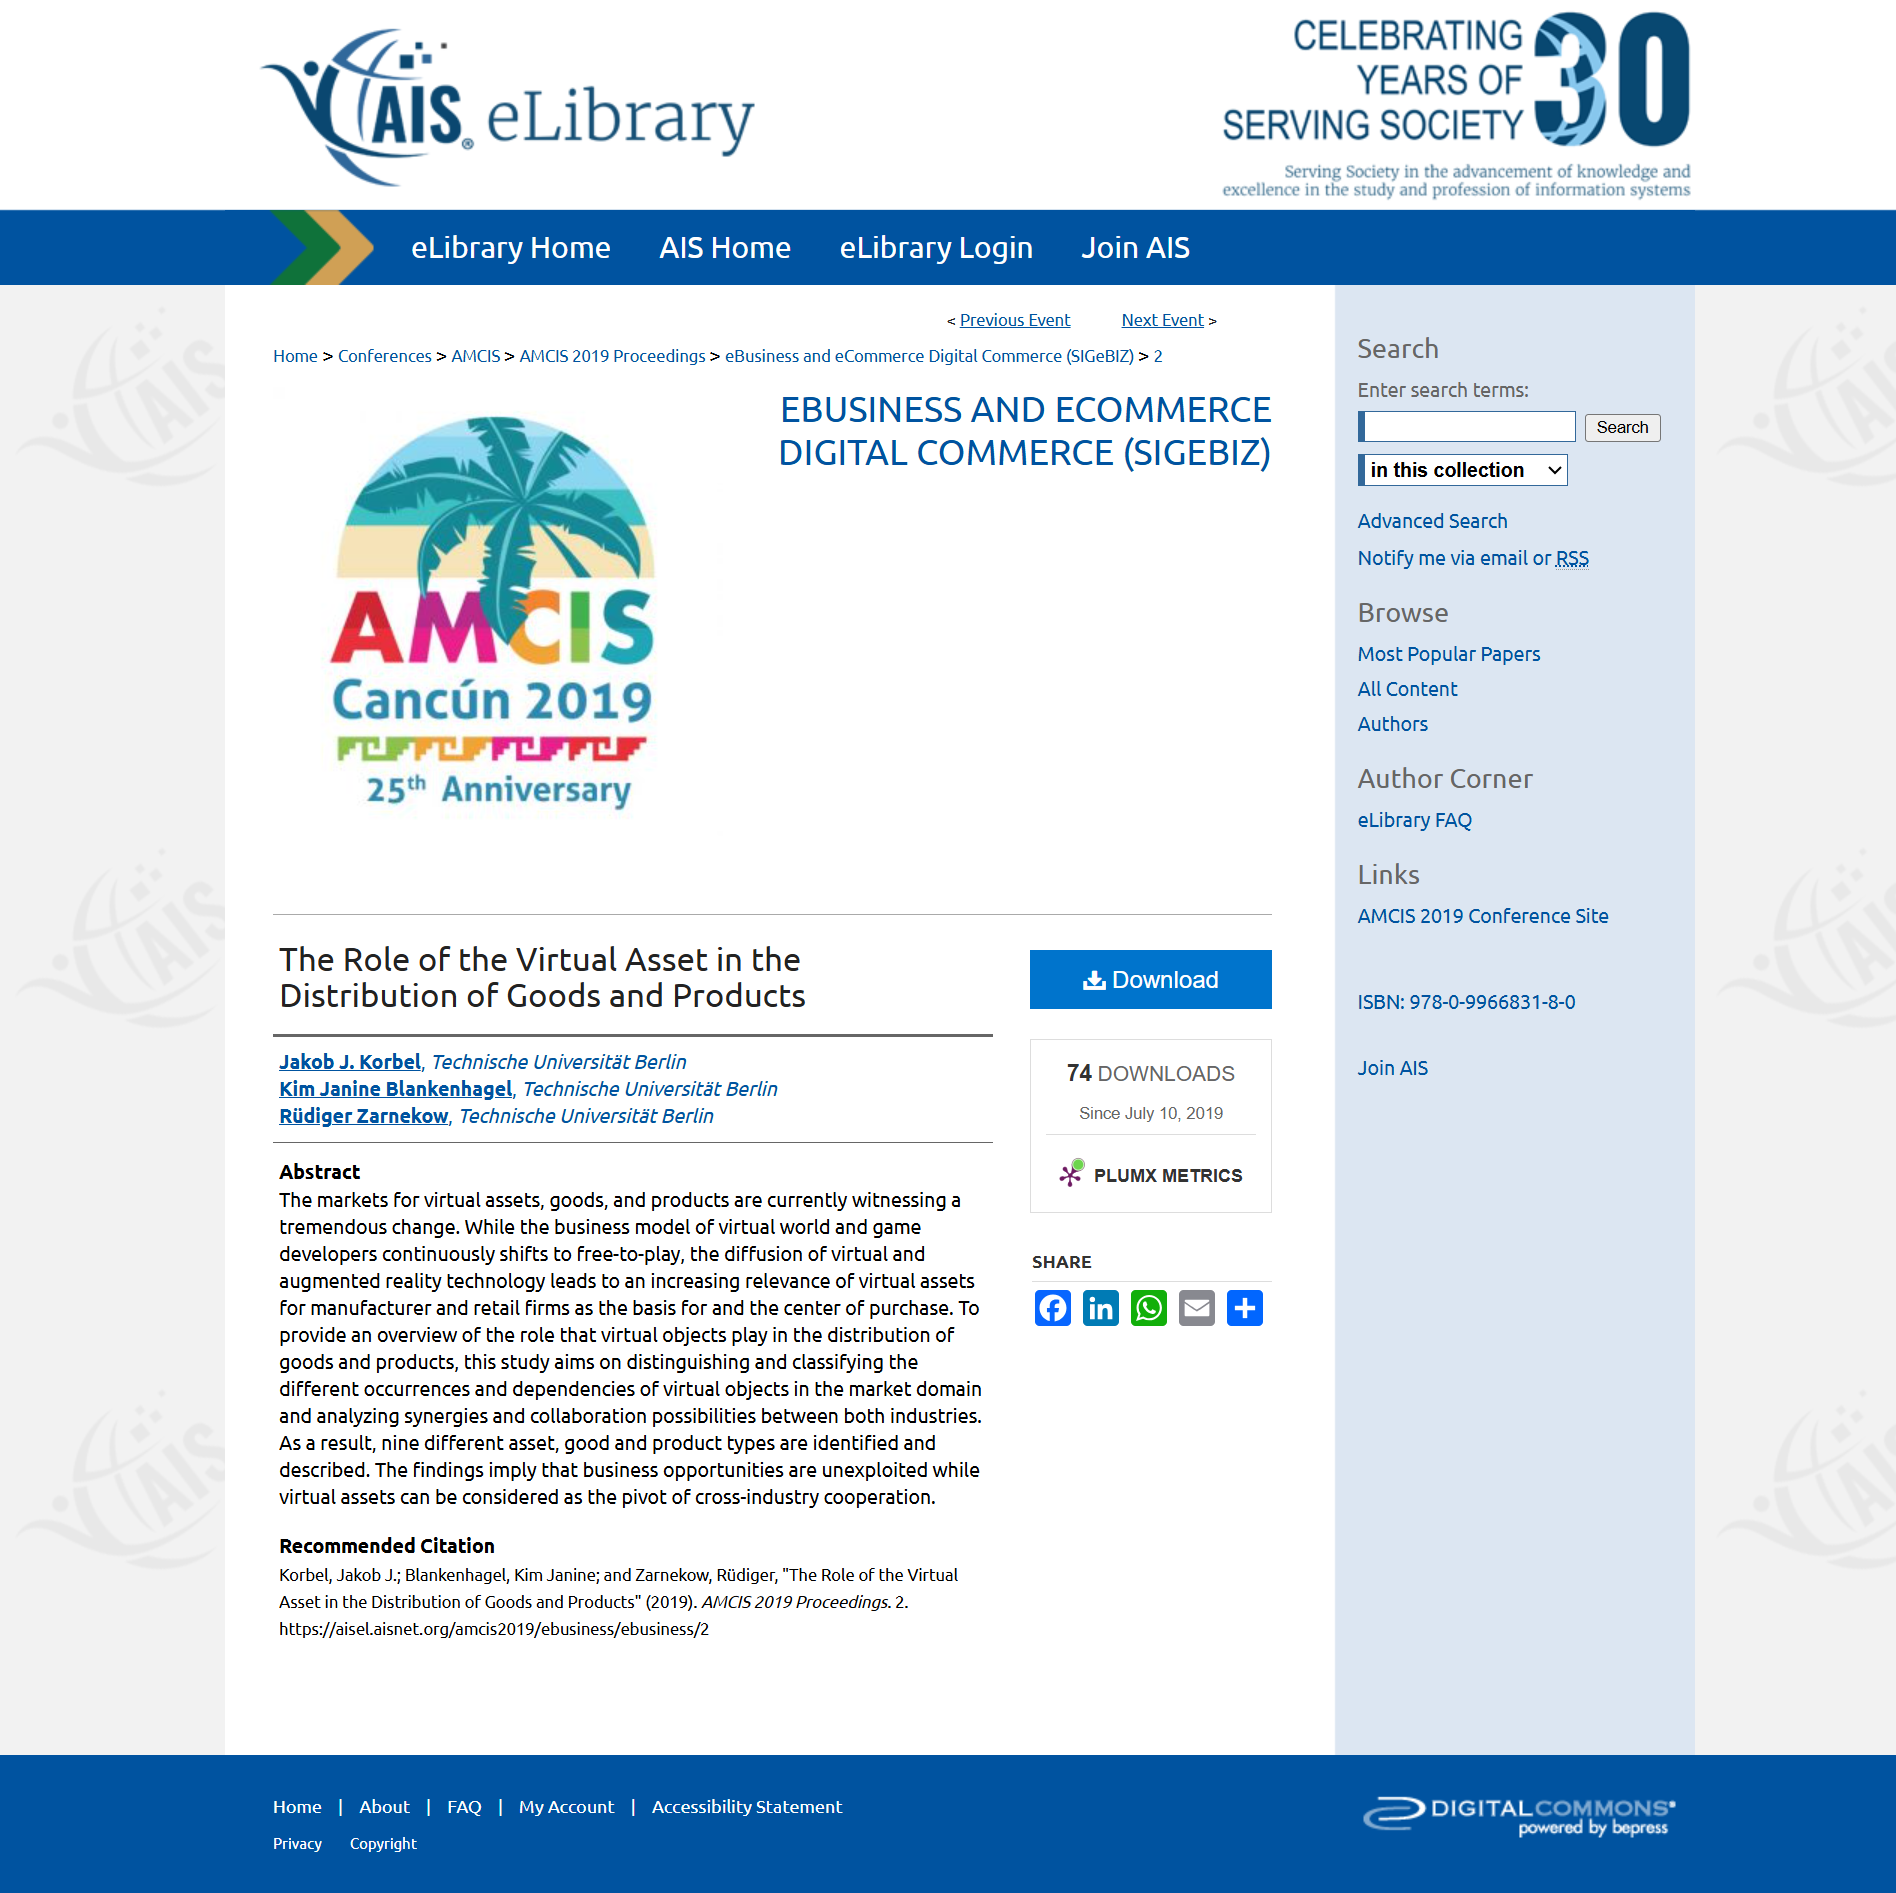 AIS® eLibrary
CELEBRATING
YEARS OF
SERVING SOCIETY
30
Serving Society in the advancement of knowledge and
excellence in the study and profession of information systems
eLibrary Home
AIS Home
eLibrary Login
Join AIS
< Previous Event
Next Event >
Home > Conferences > AMCIS > AMCIS 2019 Proceedings > eBusiness and eCommerce Digital Commerce (SIGeBIZ) > 2
EBUSINESS AND ECOMMERCE
DIGITAL COMMERCE (SIGEBIZ)
AMCIS
Cancún 2019
25th Anniversary
The Role of the Virtual Asset in the
Distribution of Goods and Products
Jakob J. Korbel, Technische Universität Berlin
Kim Janine Blankenhagel, Technische Universität Berlin
Rüdiger Zarnekow, Technische Universität Berlin
Abstract
The markets for virtual assets, goods, and products are currently witnessing a
tremendous change. While the business model of virtual world and game
developers continuously shifts to free-to-play, the diffusion of virtual and
augmented reality technology leads to an increasing relevance of virtual assets
for manufacturer and retail firms as the basis for and the center of purchase. To
provide an overview of the role that virtual objects play in the distribution of
goods and products, this study aims on distinguishing and classifying the
different occurrences and dependencies of virtual objects in the market domain
and analyzing synergies and collaboration possibilities between both industries.
As a result, nine different asset, good and product types are identified and
described. The findings imply that business opportunities are unexploited while
virtual assets can be considered as the pivot of cross-industry cooperation.
Recommended Citation
Korbel, Jakob J.; Blankenhagel, Kim Janine; and Zarnekow, Rüdiger, "The Role of the Virtual
Asset in the Distribution of Goods and Products" (2019). AMCIS 2019 Proceedings. 2.
https://aisel.aisnet.org/amcis2019/ebusiness/ebusiness/2
Download
74 DOWNLOADS
Since July 10, 2019
PLUMX METRICS
SHARE
Search
Enter search terms:
Search
in this collection
Advanced Search
Notify me via email or RSS
Browse
Most Popular Papers
All Content
Authors
Author Corner
eLibrary FAQ
Links
AMCIS 2019 Conference Site
ISBN: 978-0-9966831-8-0
Join AIS
Home | About | FAQ | My Account | Accessibility Statement
Privacy Copyright
DIGITALCOMMONS®
powered by bepress